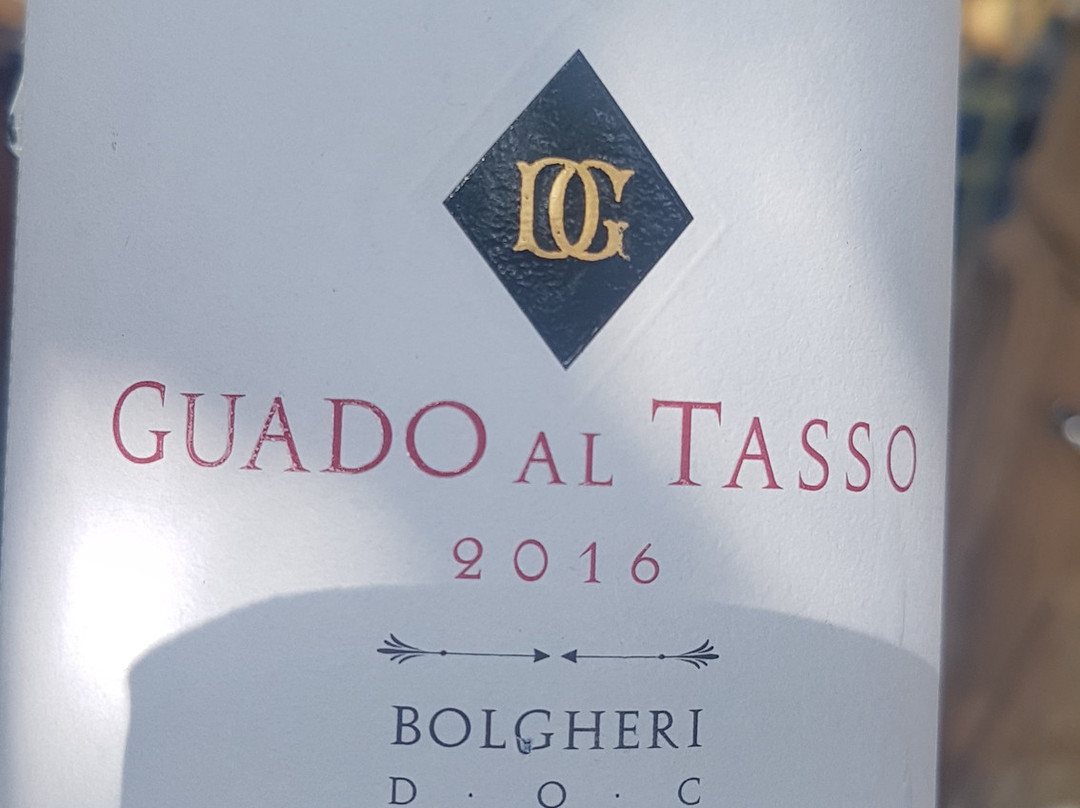 DG
GUADO AL TASSO
2016
BOLGHERI
D · O · C